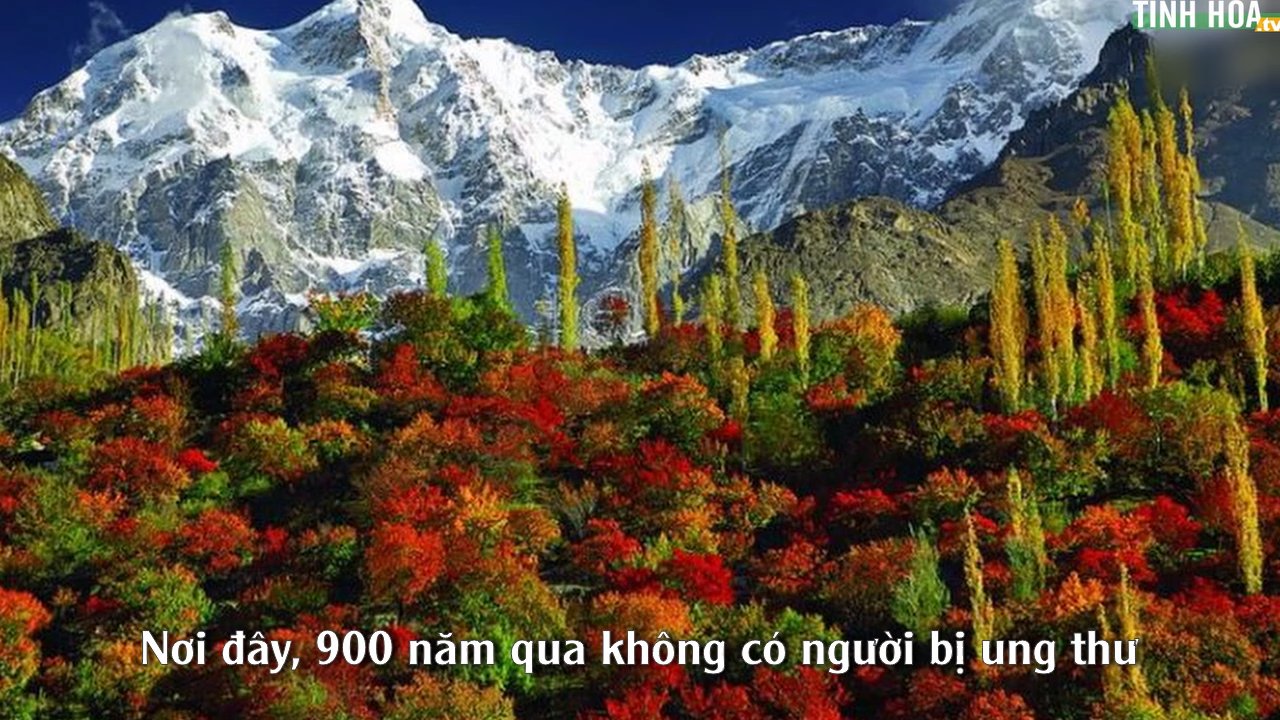 TINH HOA
.tv
Nơi đây, 900 năm qua không có người bị ung thư